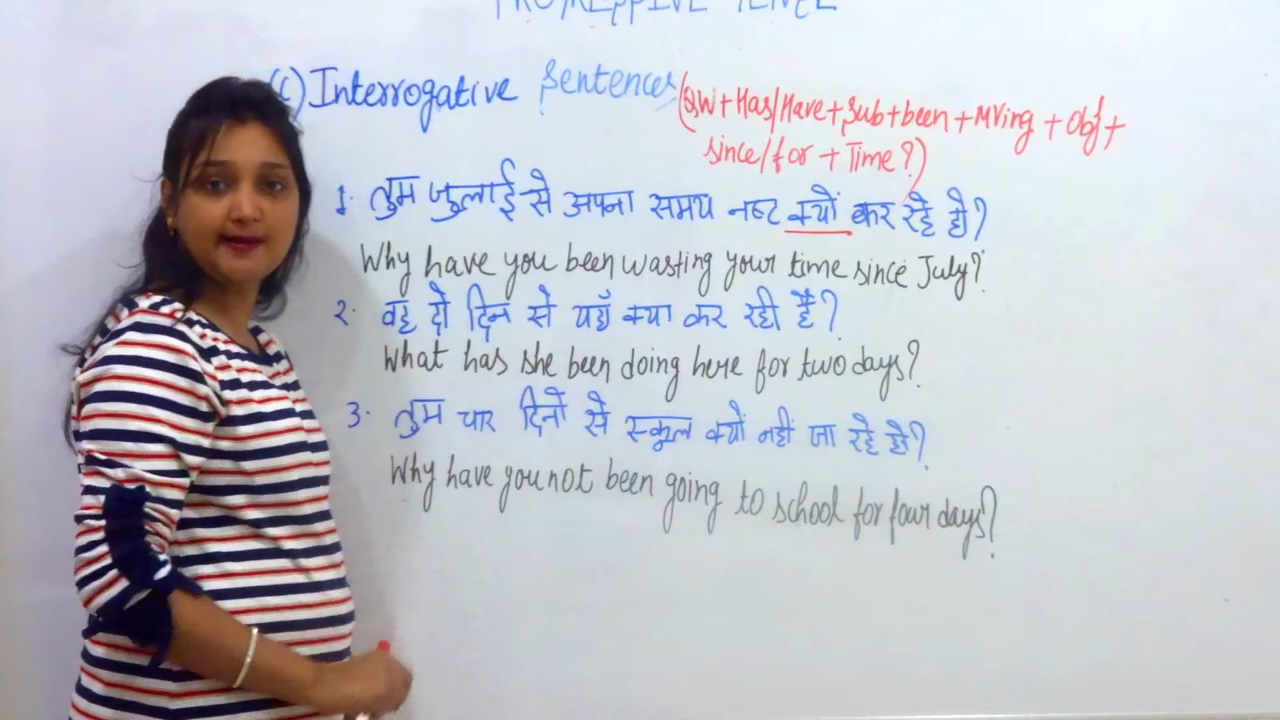 (C) Interrogative Sentences (QW + Has/Have + Sub + been + MVing + Obj +
since/for + Time?)
1. तुम जुलाई से अपना समय नष्ट क्यों कर रहे हो?
Why have you been wasting your time since July?
2. वह दो दिन से यहाँ क्या कर रही है?
What has she been doing here for two days?
3. तुम चार दिनों से स्कूल क्यों नहीं जा रहे हो?
Why have you not been going to school for four days?